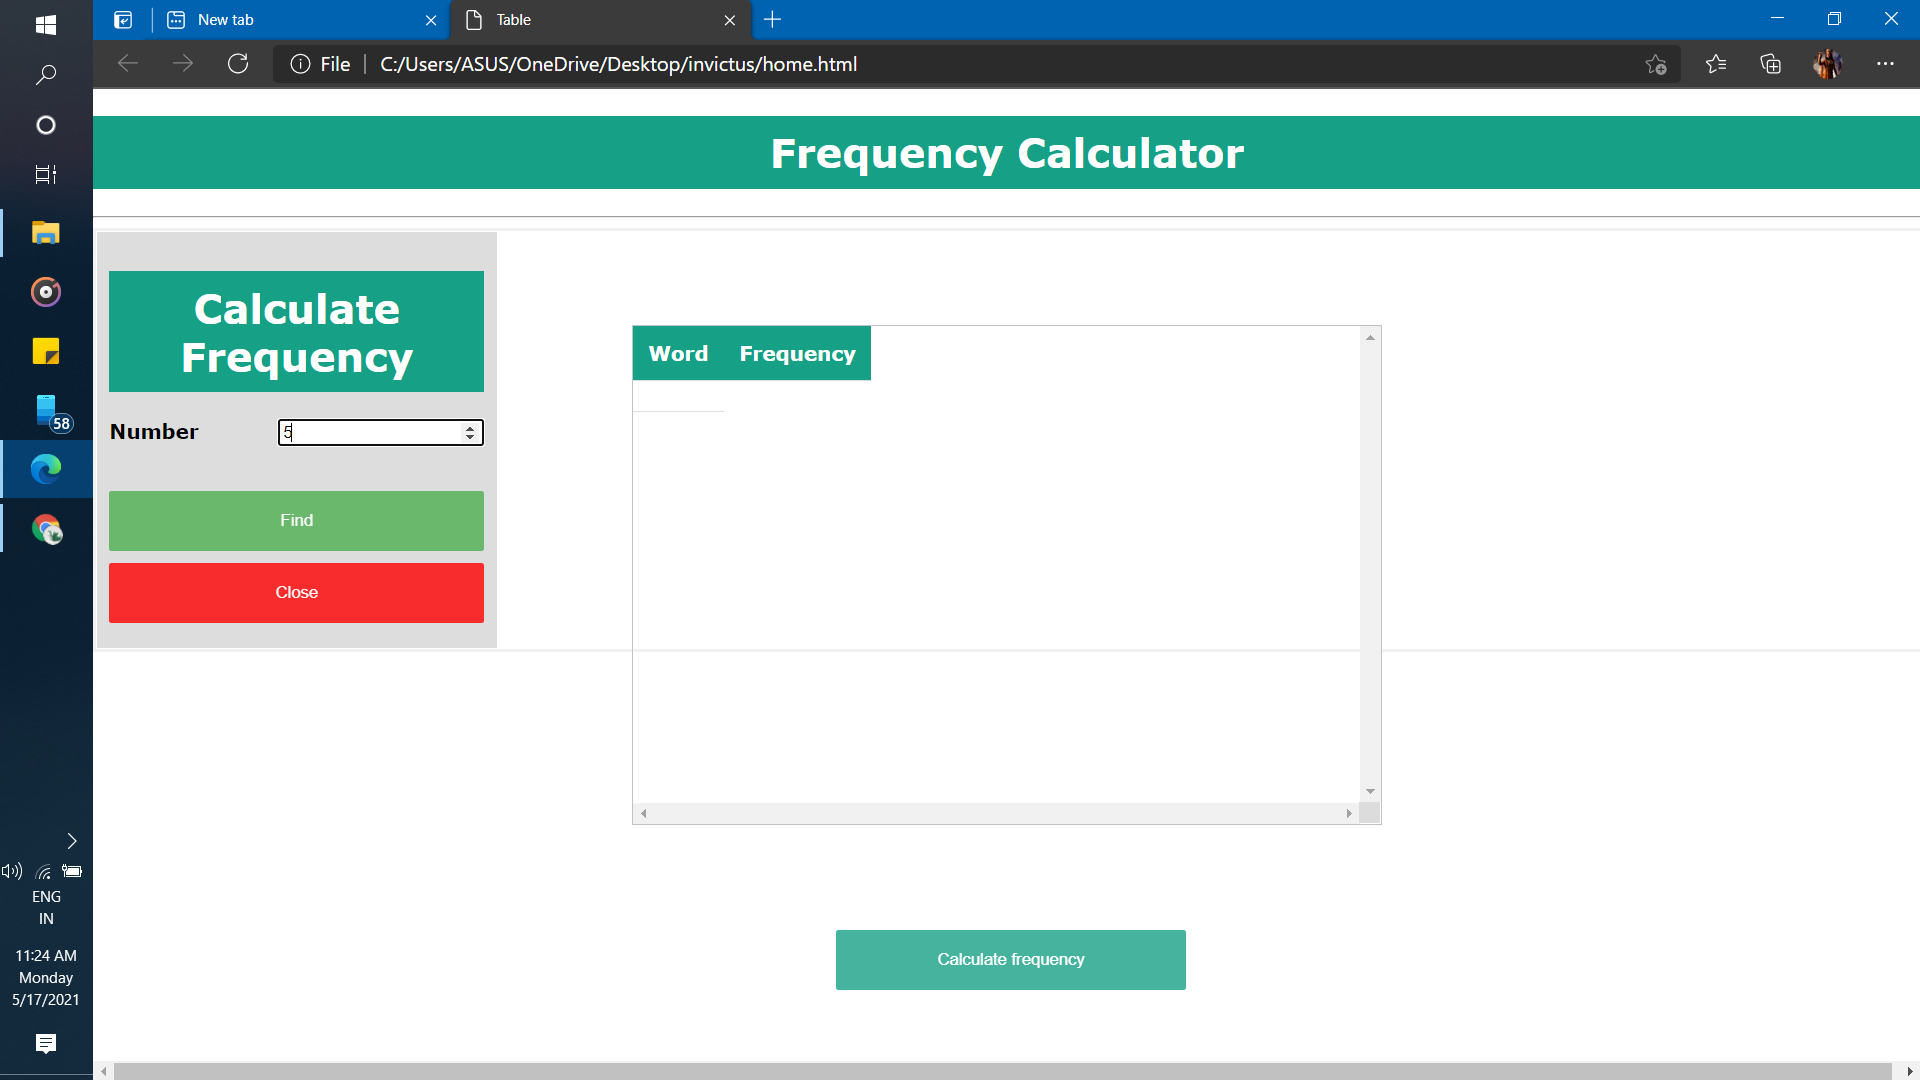 New tab
Table
File
C:/Users/ASUS/OneDrive/Desktop/invictus/home.html
Frequency Calculator
Calculate
Frequency
Number
5
Find
Close
Word Frequency
Calculate frequency
58
ENG
IN
11:24 AM
Monday
5/17/2021